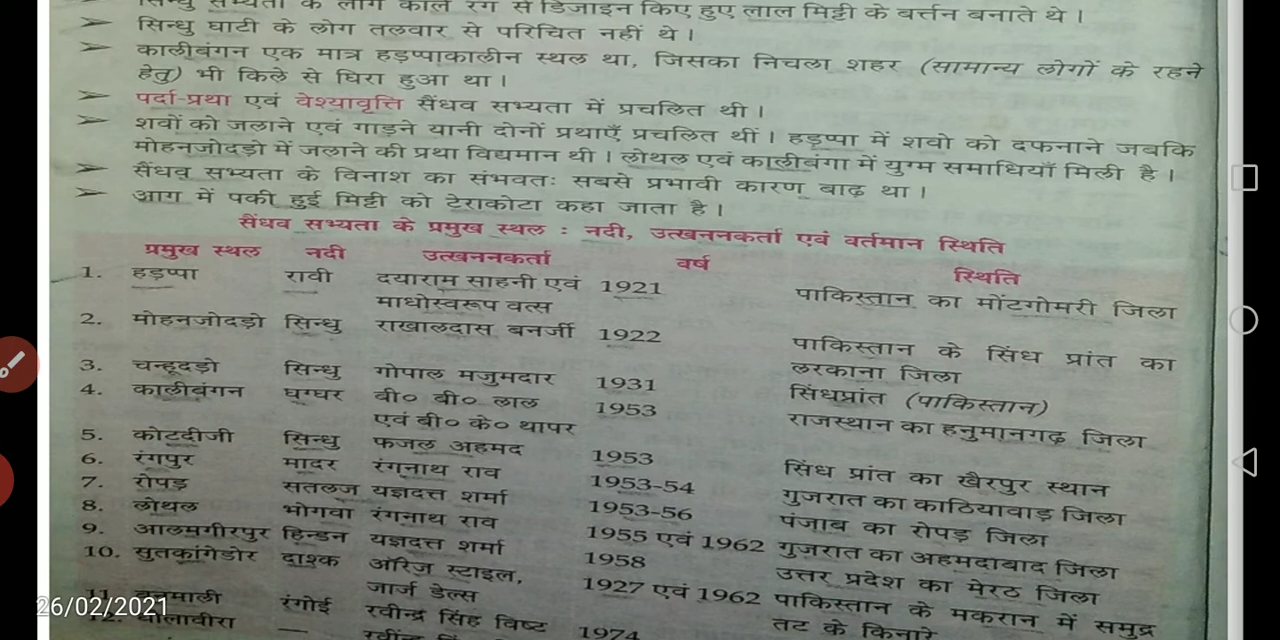 सिन्धु सभ्यता के लोग काले रंग से डिजाइन किए हुए लाल मिट्टी के बर्त्तन बनाते थे।
➤ सिन्धु घाटी के लोग तलवार से परिचित नहीं थे।
➤ कालीबंगन एक मात्र हड़प्पाकालीन स्थल था, जिसका निचला शहर (सामान्य लोगों के रहने
हेतु) भी किले से घिरा हुआ था।
➤ पर्दा-प्रथा एवं वेश्यावृत्ति सैंधव सभ्यता में प्रचलित थी।
➤ शवों को जलाने एवं गाड़ने यानी दोनों प्रथाएँ प्रचलित थीं। हड़प्पा में शवो को दफनाने जबकि
मोहनजोदड़ो में जलाने की प्रथा विद्यमान थी। लोथल एवं कालीबंगा में युग्म समाधियाँ मिली है।
➤ सैंधव सभ्यता के विनाश का संभवतः सबसे प्रभावी कारण बाढ़ था।
➤ आग में पकी हुई मिट्टी को टेराकोटा कहा जाता है।
सैंधव सभ्यता के प्रमुख स्थल : नदी, उत्खननकर्ता एवं वर्तमान स्थिति
प्रमुख स्थल नदी उत्खननकर्ता वर्ष स्थिति
1. हड़प्पा रावी दयाराम साहनी एवं 1921 पाकिस्तान का मोंटगोमरी जिला
माधोस्वरूप वत्स
2. मोहनजोदड़ो सिन्धु राखालदास बनर्जी 1922 पाकिस्तान के सिंध प्रांत का
लरकाना जिला
3. चन्हूदड़ो सिन्धु गोपाल मजुमदार 1931 सिंधप्रांत (पाकिस्तान)
4. कालीबंगन घग्घर बी० बी० लाल 1953 राजस्थान का हनुमानगढ़ जिला
एवं बी० के० थापर
5. कोटदीजी सिन्धु फजल अहमद 1953 सिंध प्रांत का खैरपुर स्थान
6. रंगपुर मादर रंगनाथ राव 1953-54 गुजरात का काठियावाड़ जिला
7. रोपड़ सतलज यज्ञदत्त शर्मा 1953-56 पंजाब का रोपड़ जिला
8. लोथल भोगवा रंगनाथ राव 1955 एवं 1962 गुजरात का अहमदाबाद जिला
9. आलमगीरपुर हिन्डन यज्ञदत्त शर्मा 1958 उत्तर प्रदेश का मेरठ जिला
10. सुतकांगेडोर दाश्क ऑरेज स्टाइल, 1927 एवं 1962 पाकिस्तान के मकरान में समुद्र
जार्ज डेल्स तट के किनारे
रंगोई रवीन्द्र सिंह विष्ट 1974
—
26/02/2021